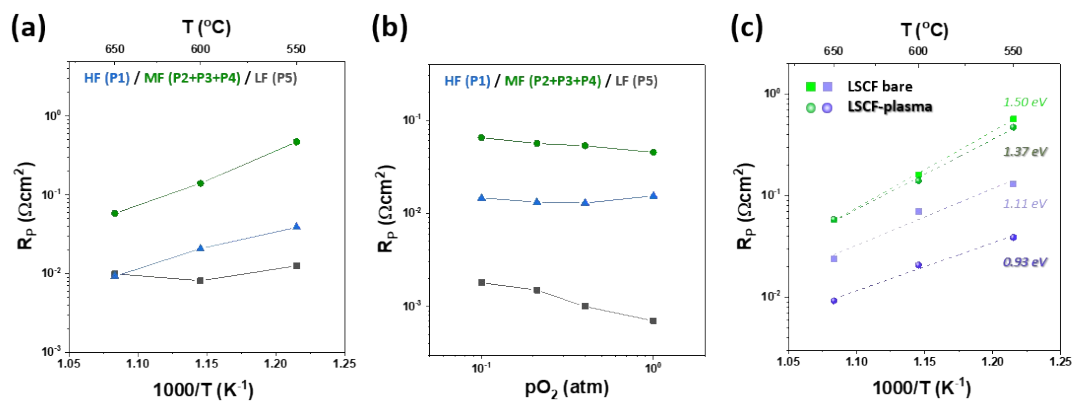 (a)
T (°C)
650 600 550
HF (P1) / MF (P2+P3+P4) / LF (P5)
10⁰
10⁻¹
10⁻²
10⁻³
R_P (Ωcm²)
1.05 1.10 1.15 1.20 1.25
1000/T (K⁻¹)
(b)
HF (P1) / MF (P2+P3+P4) / LF (P5)
10⁻¹
10⁻²
10⁻³
R_P (Ωcm²)
10⁻¹ 10⁰
pO₂ (atm)
(c)
T (°C)
650 600 550
LSCF bare
LSCF-plasma
1.50 eV
1.37 eV
1.11 eV
0.93 eV
10⁰
10⁻¹
10⁻²
R_P (Ωcm²)
1.05 1.10 1.15 1.20 1.25
1000/T (K⁻¹)